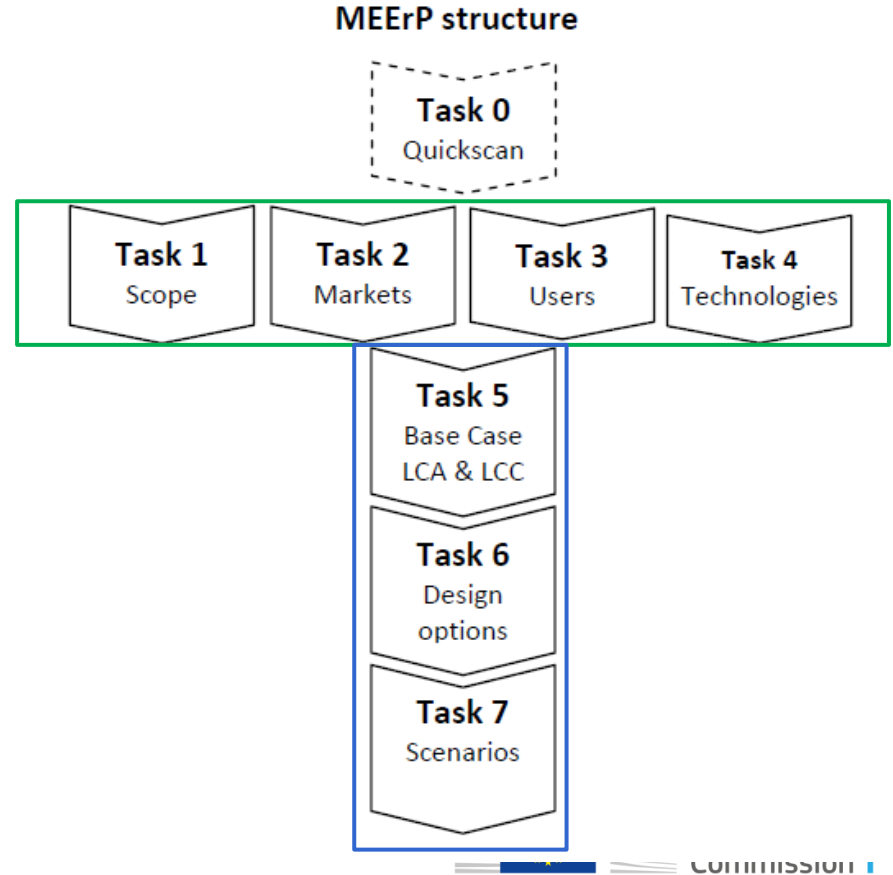 MEErP structure
Task 0
Quickscan
Task 1
Scope
Task 2
Markets
Task 3
Users
Task 4
Technologies
Task 5
Base Case
LCA & LCC
Task 6
Design
options
Task 7
Scenarios
Commission